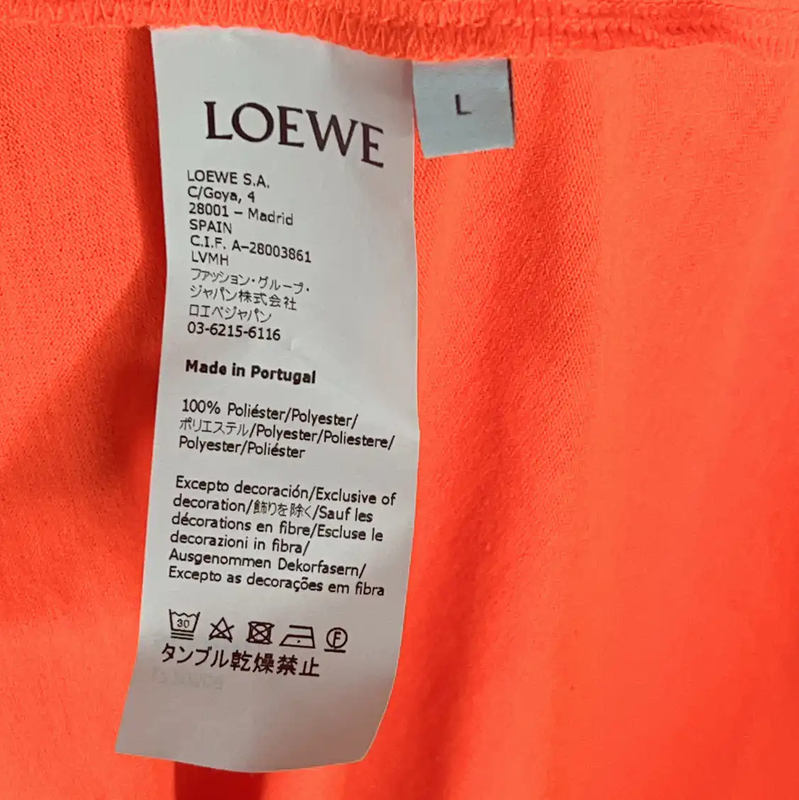 LOEWE
L
LOEWE S.A.
C/Goya, 4
28001 – Madrid
SPAIN
C.I.F. A–28003861
LVMH
ファッション・グループ・
ジャパン株式会社
ロエベジャパン
03-6215-6116
Made in Portugal
100% Poliéster/Polyester/
ポリエステル/Polyester/Poliestere/
Polyester/Poliéster
Excepto decoración/Exclusive of
decoration/飾りを除く/Sauf les
décorations en fibre/Escluse le
decorazioni in fibra/
Ausgenommen Dekorfasern/
Excepto as decorações em fibra
30 F
タンブル乾燥禁止